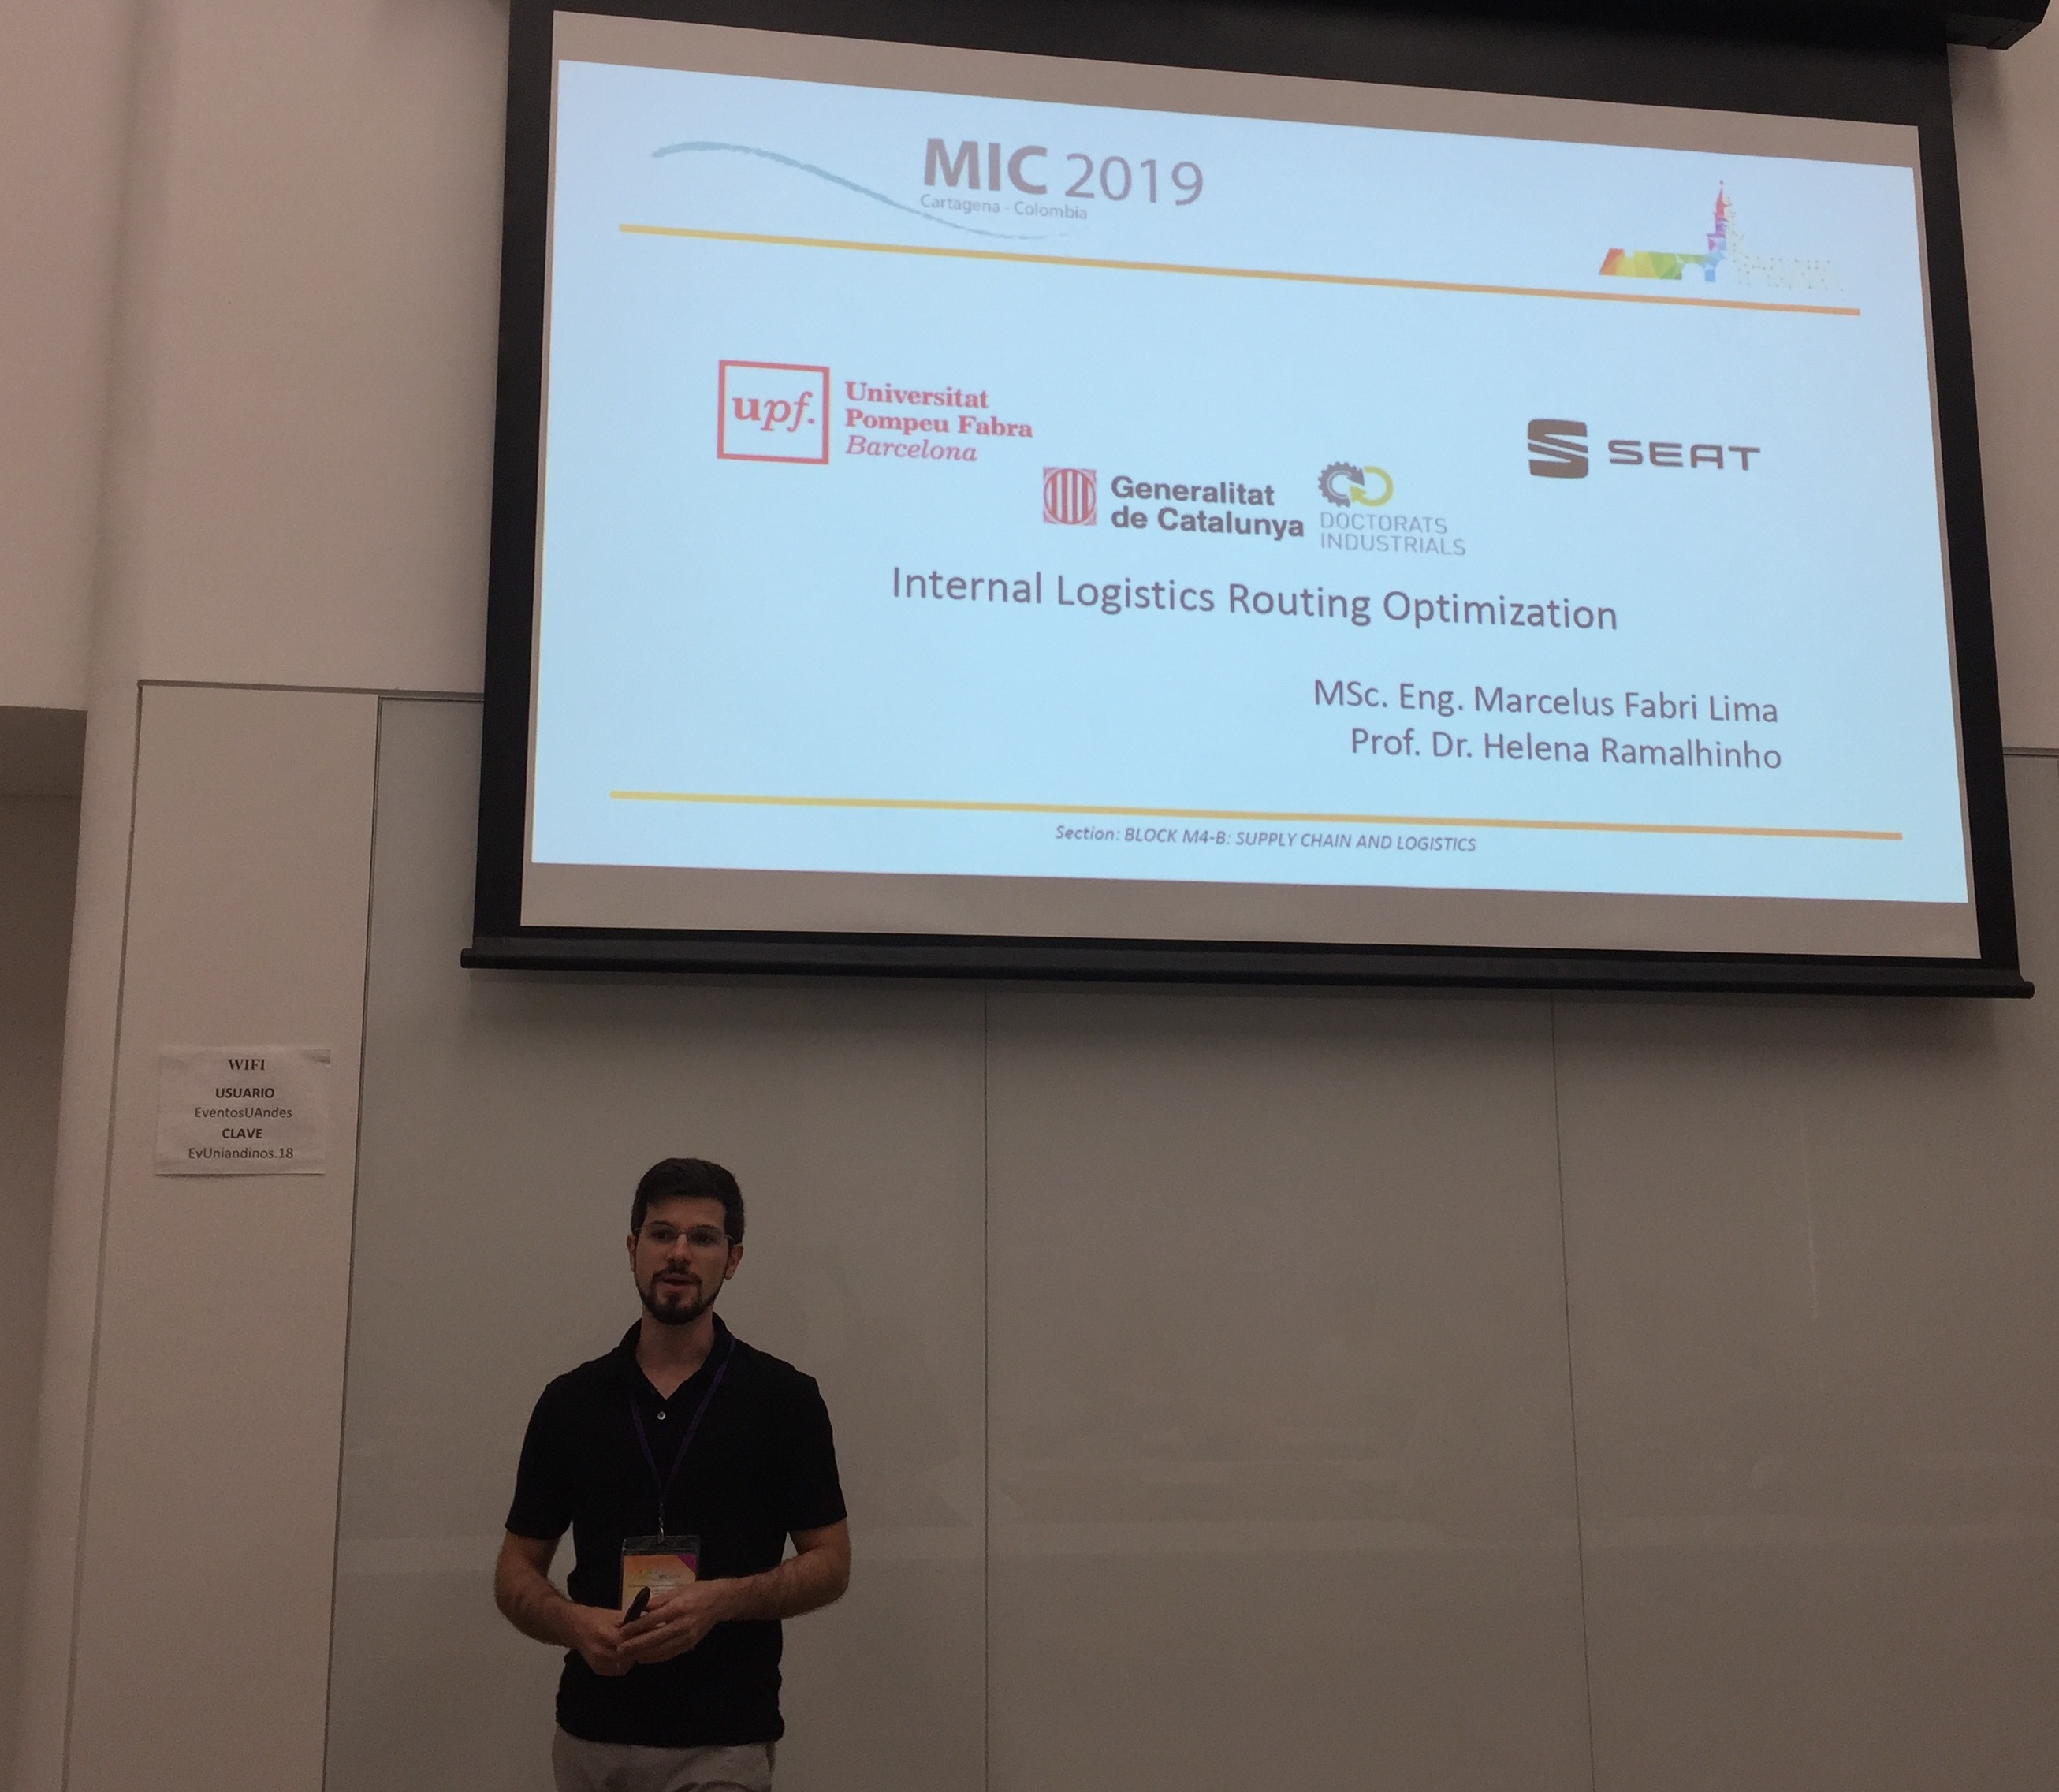 MIC 2019
Cartagena - Colombia
upf.
Universitat
Pompeu Fabra
Barcelona
Generalitat
de Catalunya
DOCTORATS
INDUSTRIALS
SEAT
Internal Logistics Routing Optimization
MSc. Eng. Marcelus Fabri Lima
Prof. Dr. Helena Ramalhinho
Section: BLOCK M4-B: SUPPLY CHAIN AND LOGISTICS
WIFI
USUARIO
EventosUAndes
CLAVE
EvUniandinos.18